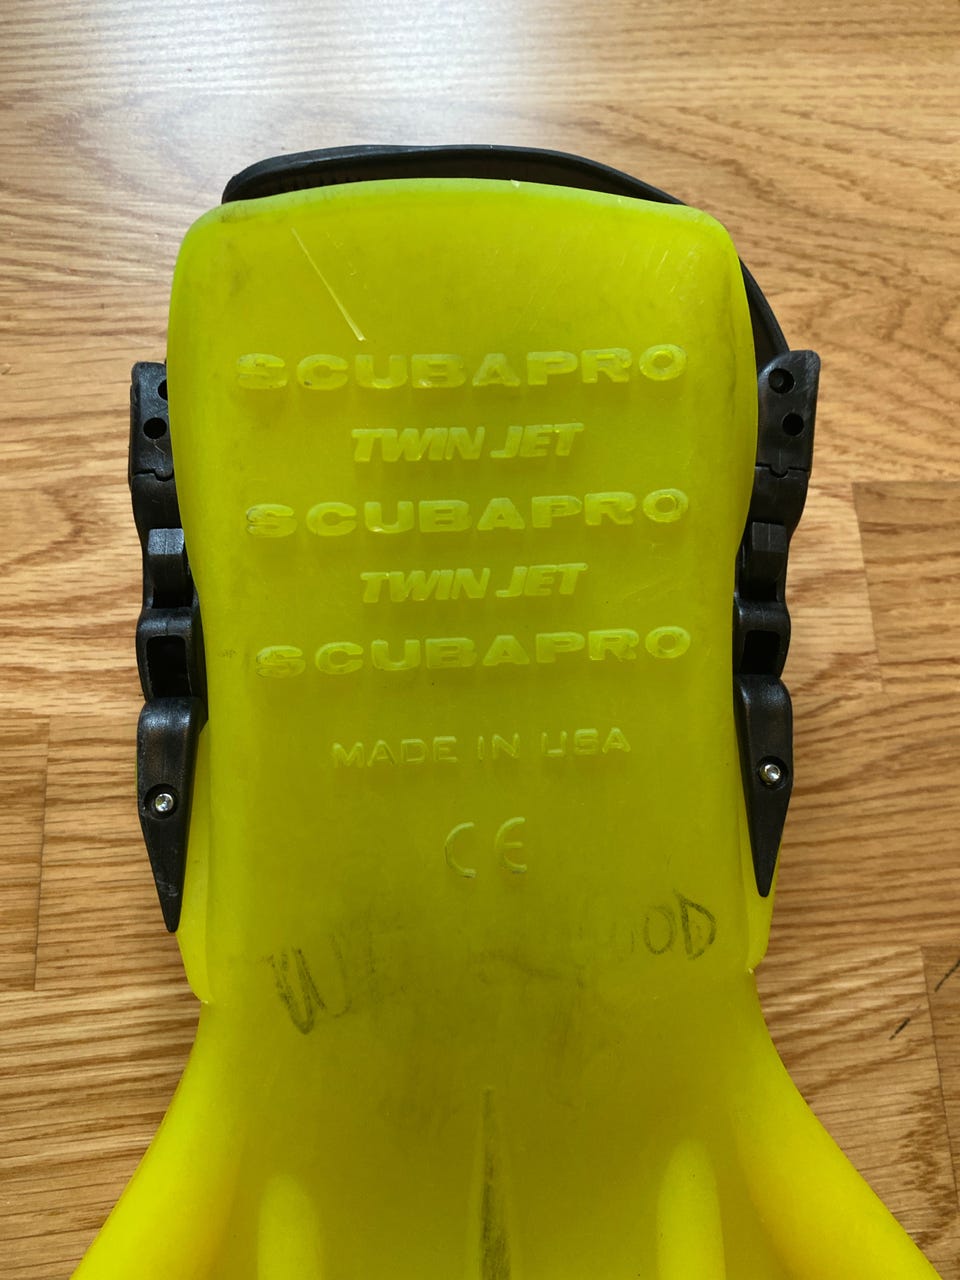 SCUBAPRO
TWIN JET
SCUBAPRO
TWIN JET
SCUBAPRO
MADE IN USA
CE